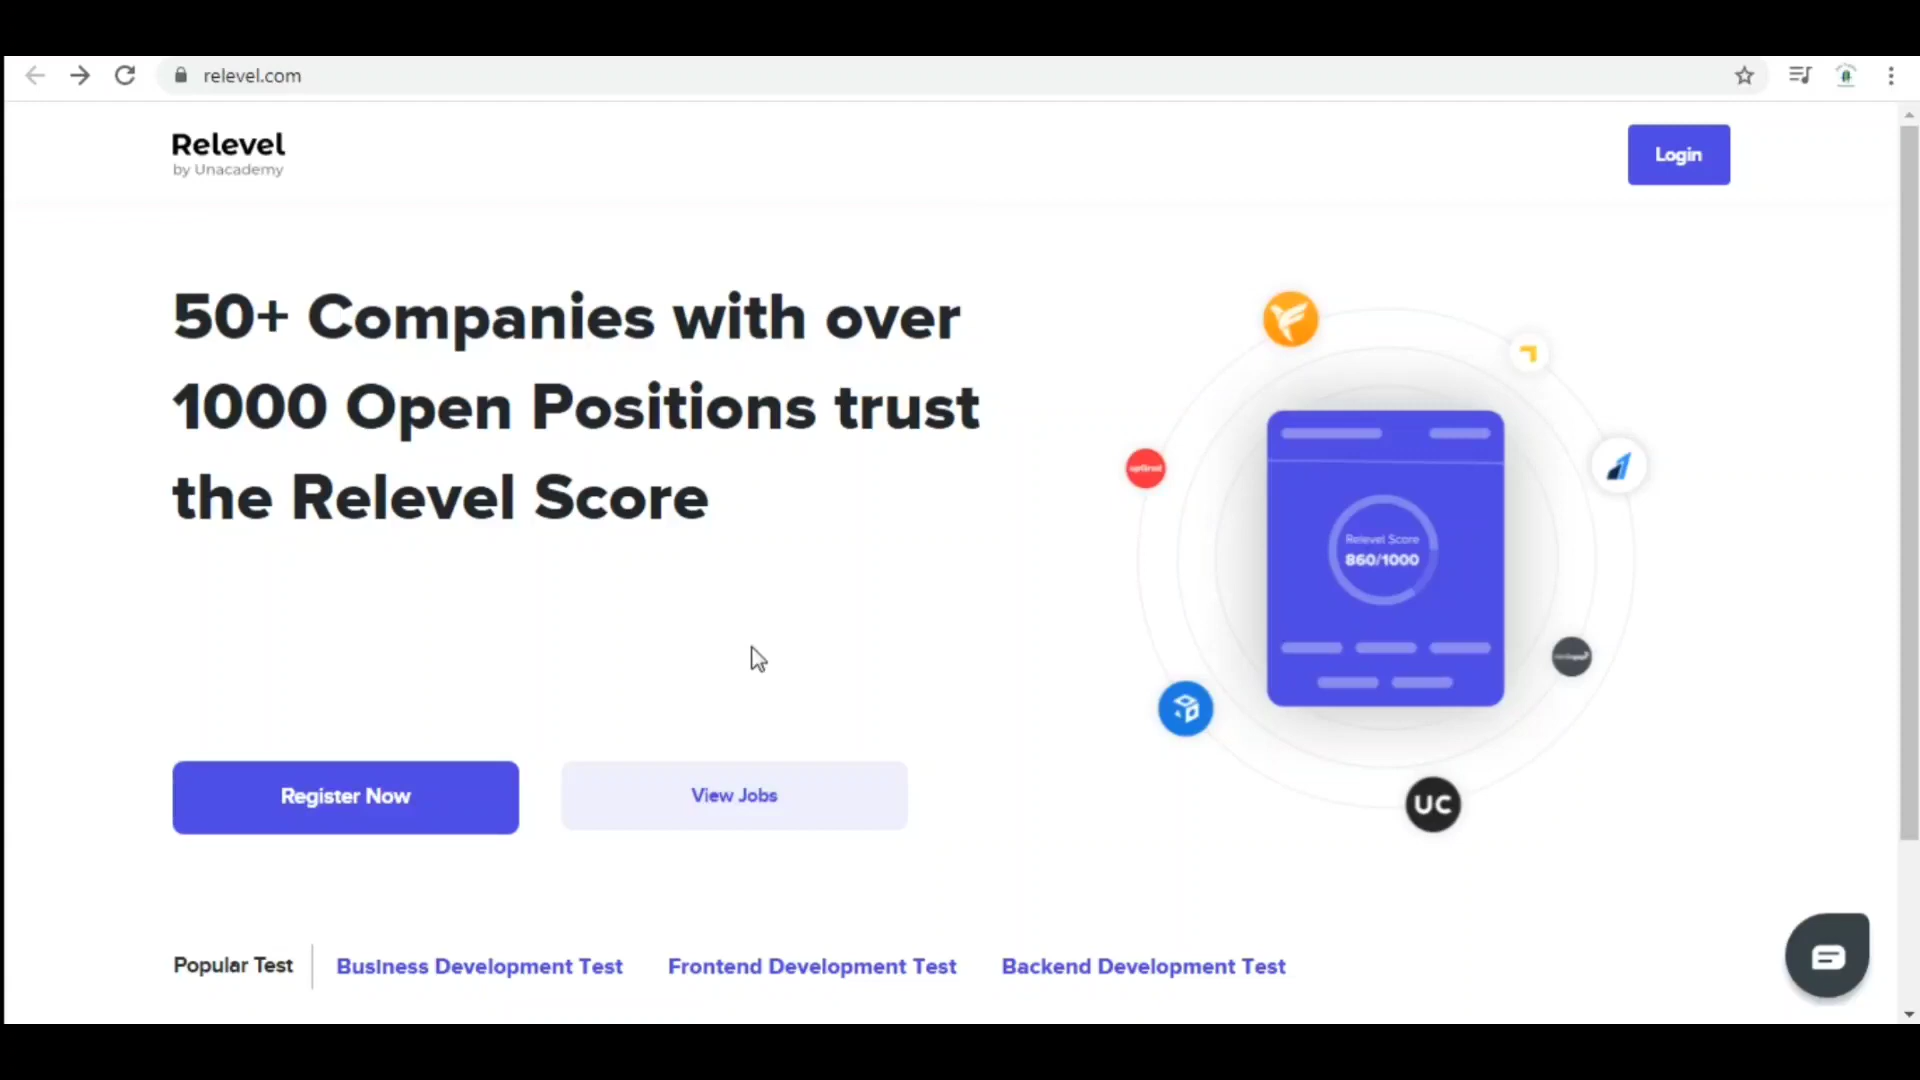 relevel.com
Relevel
by Unacademy
Login
50+ Companies with over
1000 Open Positions trust
the Relevel Score
Relevel Score
860/1000
UC
Register Now
View Jobs
Popular Test
Business Development Test
Frontend Development Test
Backend Development Test